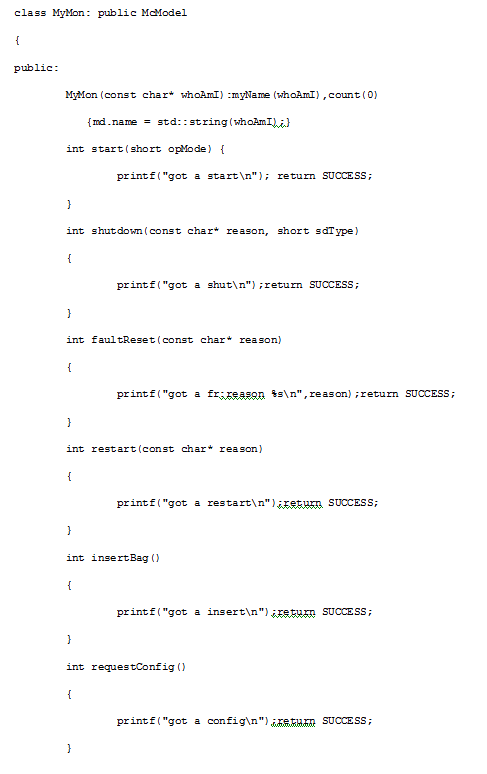 class MyMon: public McModel
{
public:
MyMon(const char* whoAmI):myName(whoAmI),count(0)
{md.name = std::string(whoAmI);}
int start(short opMode) {
printf("got a start\n"); return SUCCESS;
}
int shutdown(const char* reason, short sdType)
{
printf("got a shut\n");return SUCCESS;
}
int faultReset(const char* reason)
{
printf("got a fr:reason %s\n",reason);return SUCCESS;
}
int restart(const char* reason)
{
printf("got a restart\n");return SUCCESS;
}
int insertBag()
{
printf("got a insert\n");return SUCCESS;
}
int requestConfig()
{
printf("got a config\n");return SUCCESS;
}